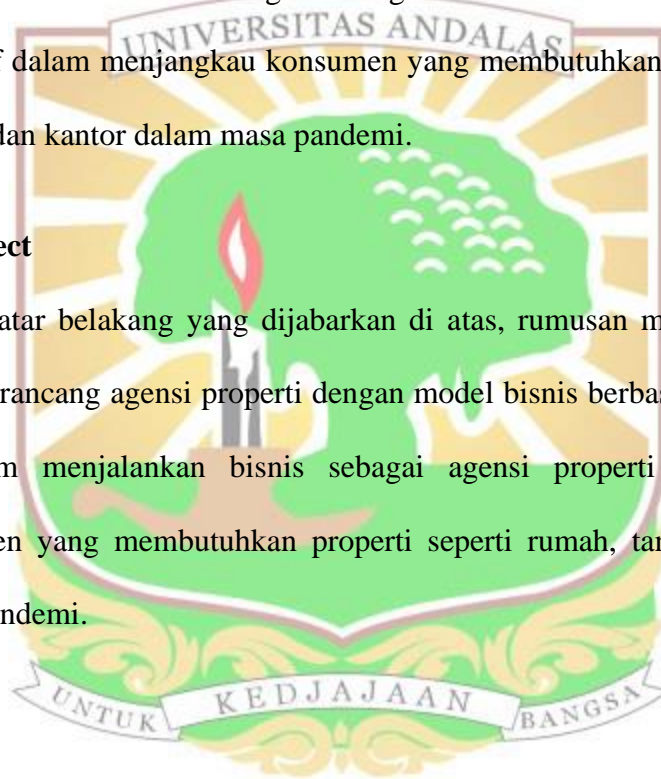 UNIVERSITAS ANDALAS
dalam menjangkau konsumen yang membutuhkan
dan kantor dalam masa pandemi.
ect
atar belakang yang dijabarkan di atas, rumusan m
rancang agensi properti dengan model bisnis berbas
m menjalankan bisnis sebagai agensi properti
en yang membutuhkan properti seperti rumah, tan
ndemi.
UNTUK KEDJAJAAN BANGSA